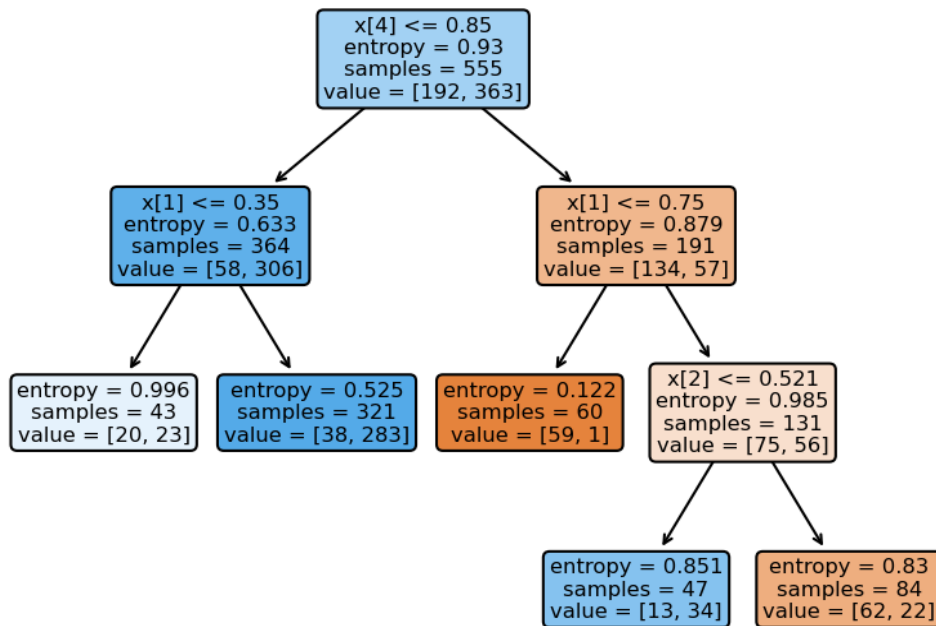 x[4] <= 0.85
entropy = 0.93
samples = 555
value = [192, 363]
x[1] <= 0.35
entropy = 0.633
samples = 364
value = [58, 306]
x[1] <= 0.75
entropy = 0.879
samples = 191
value = [134, 57]
entropy = 0.996
samples = 43
value = [20, 23]
entropy = 0.525
samples = 321
value = [38, 283]
entropy = 0.122
samples = 60
value = [59, 1]
x[2] <= 0.521
entropy = 0.985
samples = 131
value = [75, 56]
entropy = 0.851
samples = 47
value = [13, 34]
entropy = 0.83
samples = 84
value = [62, 22]